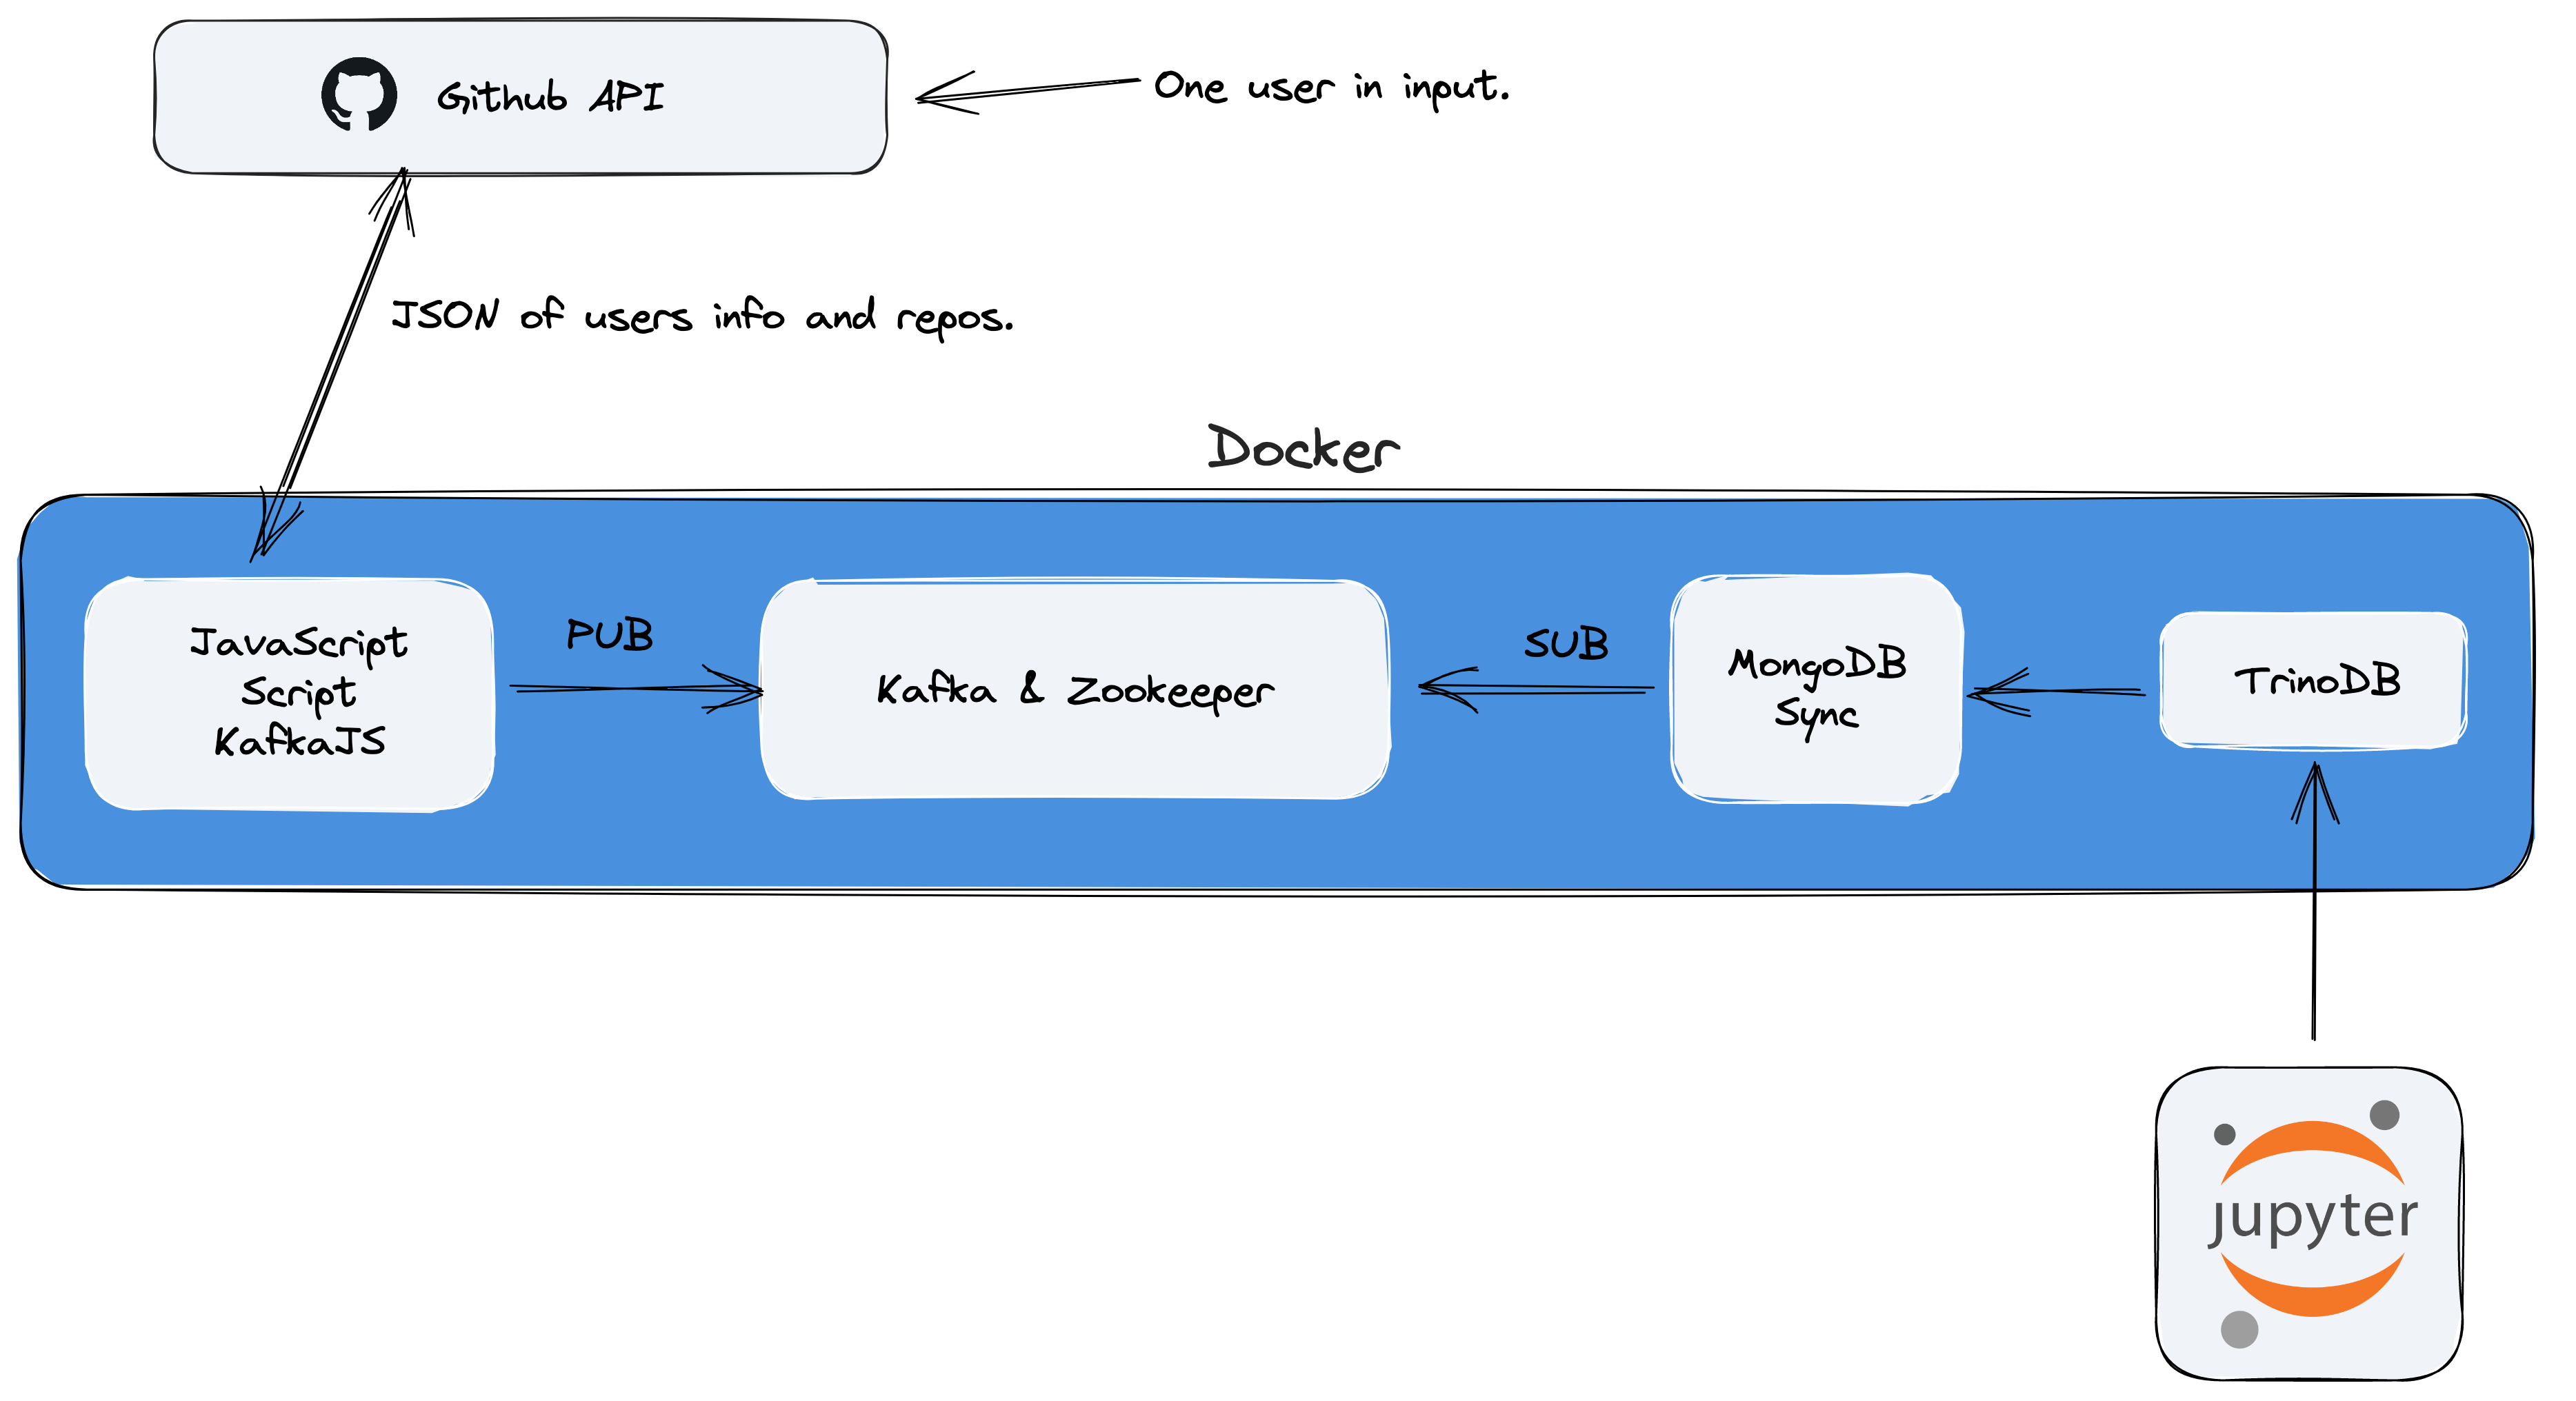 Github API
One user in input.
JSON of users info and repos.
Docker
JavaScript
Script
KafkaJS
PUB
Kafka & Zookeeper
SUB
MongoDB
Sync
TrinoDB
jupyter